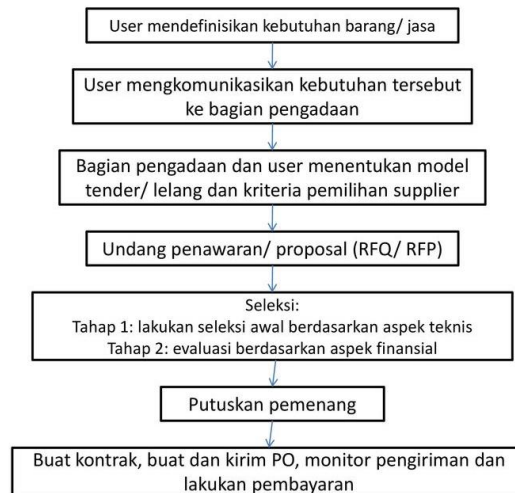 User mendefinisikan kebutuhan barang/ jasa
User mengkomunikasikan kebutuhan tersebut
ke bagian pengadaan
Bagian pengadaan dan user menentukan model
tender/ lelang dan kriteria pemilihan supplier
Undang penawaran/ proposal (RFQ/ RFP)
Seleksi:
Tahap 1: lakukan seleksi awal berdasarkan aspek teknis
Tahap 2: evaluasi berdasarkan aspek finansial
Putuskan pemenang
Buat kontrak, buat dan kirim PO, monitor pengiriman dan
lakukan pembayaran